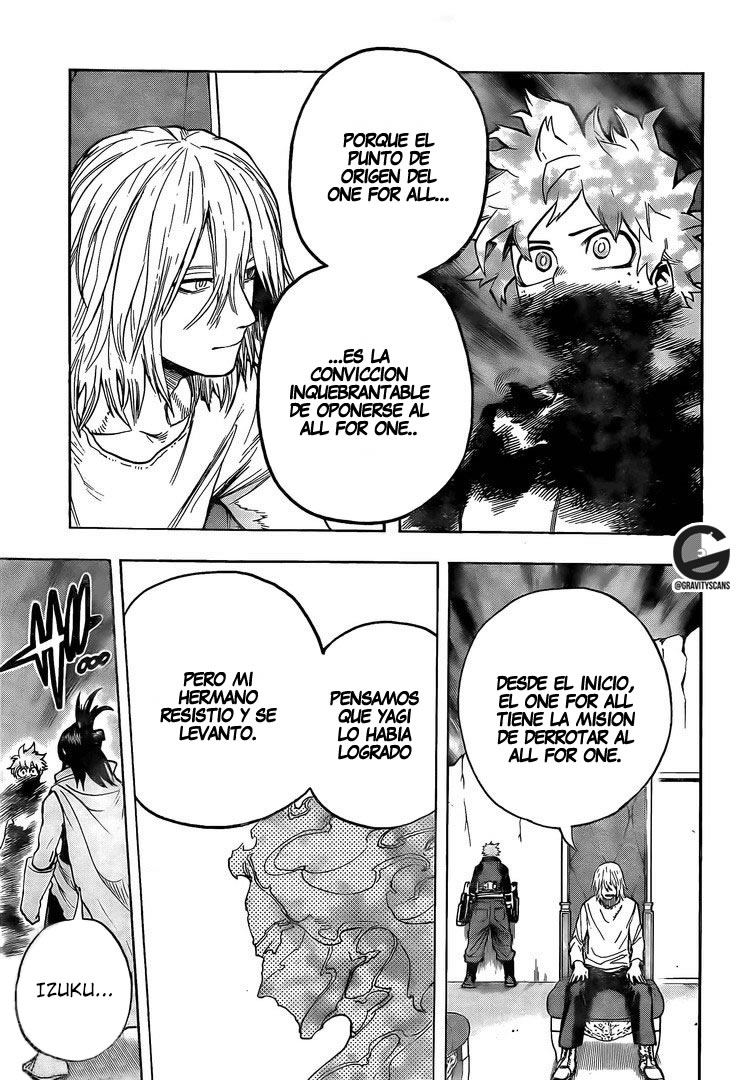 PORQUE EL
PUNTO DE
ORIGEN DEL
ONE FOR ALL...
...ES LA
CONVICCION
INQUEBRANTABLE
DE OPONERSE AL
ALL FOR ONE..
@GRAVITYSCANS
DESDE EL INICIO,
EL ONE FOR ALL
TIENE LA MISION
DE DERROTAR AL
ALL FOR ONE.
PENSAMOS
QUE YAGI
LO HABIA
LOGRADO
PERO MI
HERMANO
RESISTIO Y SE
LEVANTO.
IZUKU...